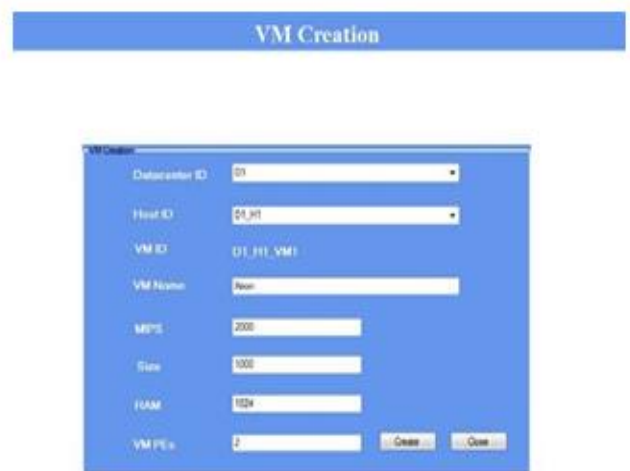 VM Creation
VM Creation
Datacenter ID D1
Host ID D1_H1
VM ID D1_H1_VM1
VM Name
MIPS 2000
Size 1000
RAM 1024
VM PEs 2 Create Close